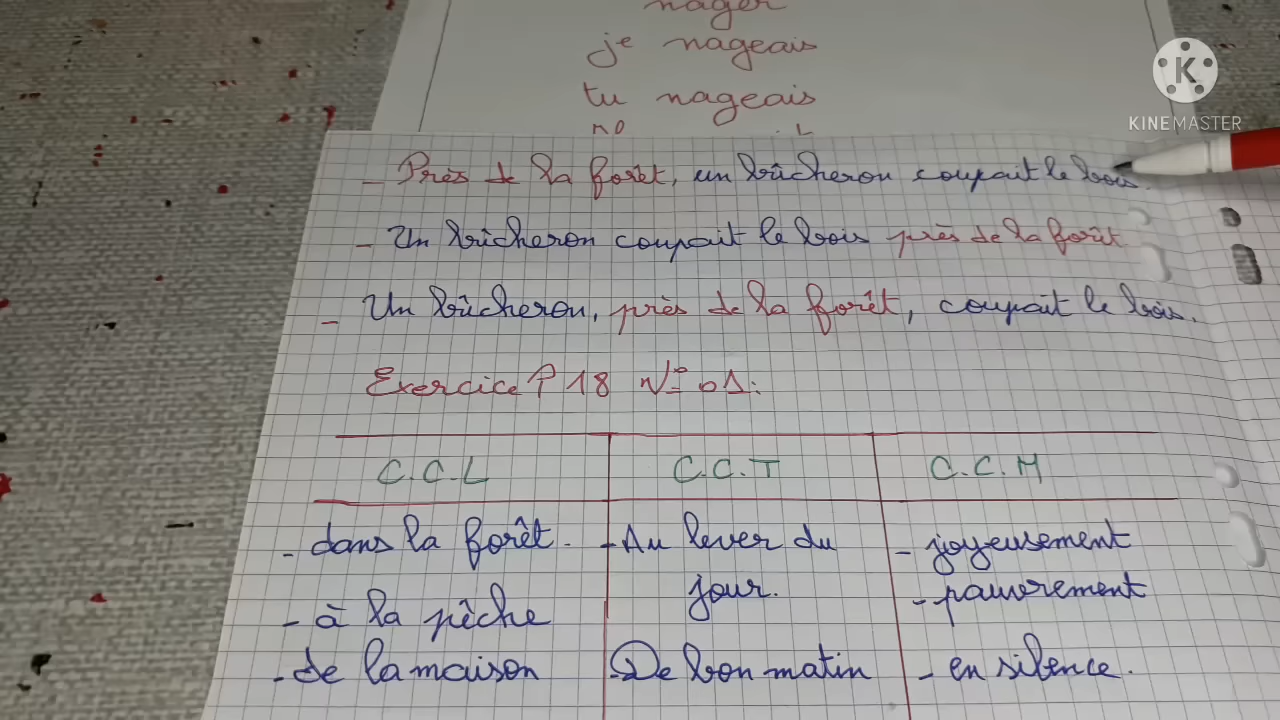 nager
je nageais
tu nageais
KINEMASTER
- Près de la forêt, un bûcheron coupait le bois.
- Un bûcheron coupait le bois près de la forêt
- Un bûcheron, près de la forêt, coupait le bois.
Exercice P 18 N° 01:
C.C.L C.C.T C.C.M
- dans la forêt. - Au lever du - joyeusement
jour. - pauvrement
- à la pêche
- de la maison De bon matin - en silence.